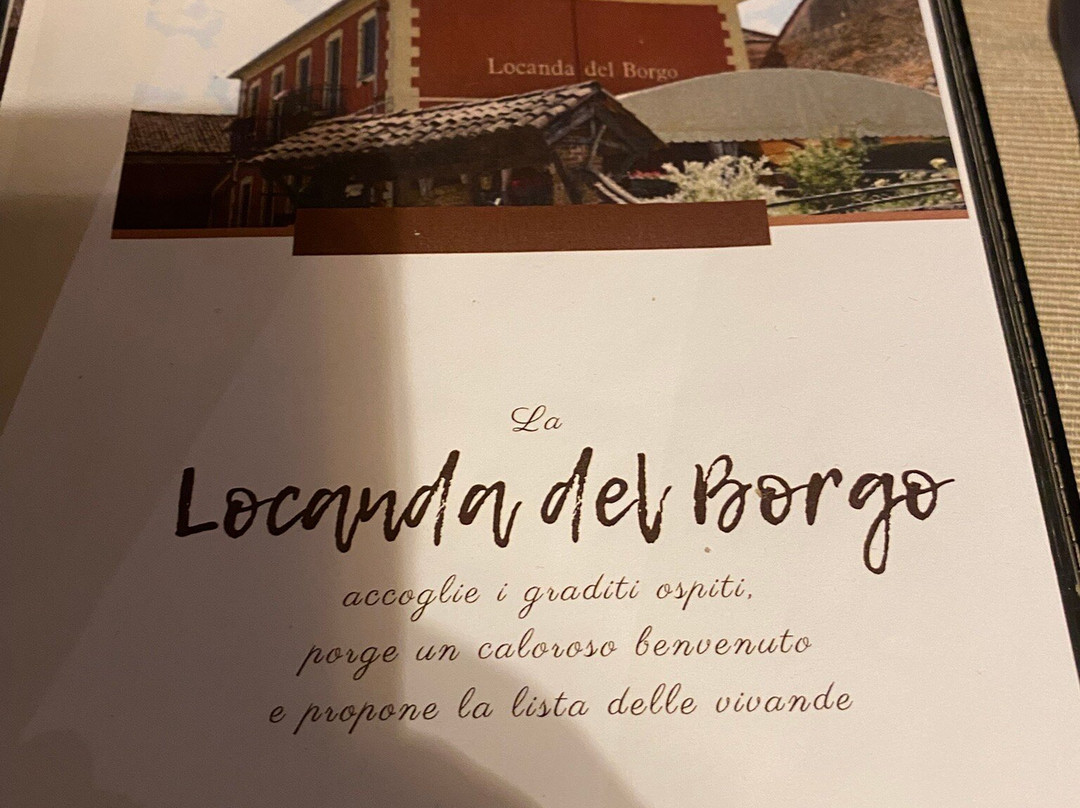 Locanda del Borgo
La
Locanda del Borgo
accoglie i graditi ospiti,
porge un caloroso benvenuto
e propone la lista delle vivande